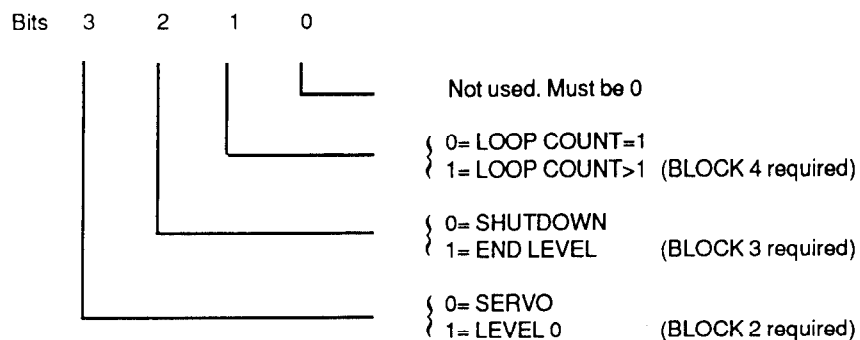 Bits 3 2 1 0
Not used. Must be 0
0= LOOP COUNT=1
1= LOOP COUNT>1 (BLOCK 4 required)
0= SHUTDOWN
1= END LEVEL (BLOCK 3 required)
0= SERVO
1= LEVEL 0 (BLOCK 2 required)